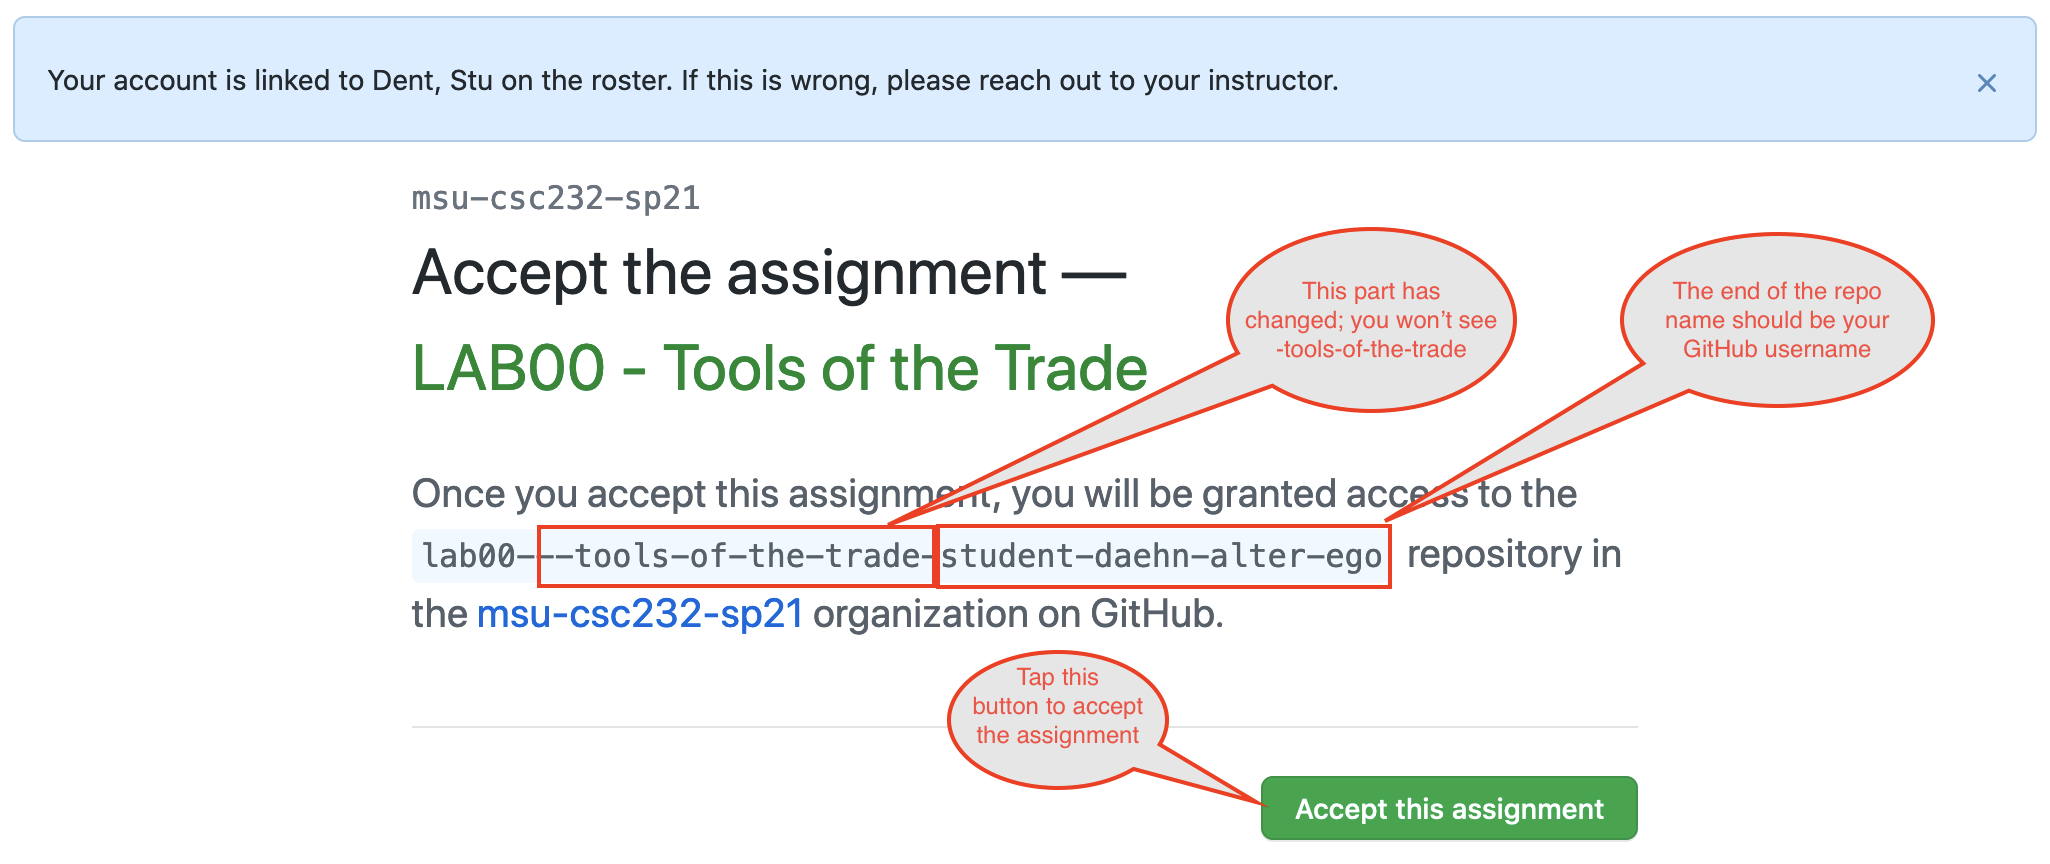 Your account is linked to Dent, Stu on the roster. If this is wrong, please reach out to your instructor.
msu-csc232-sp21
Accept the assignment —
LAB00 - Tools of the Trade
This part has
changed; you won’t see
-tools-of-the-trade
The end of the repo
name should be your
GitHub username
Once you accept this assignment, you will be granted access to the
lab00---tools-of-the-trade-student-daehn-alter-ego repository in
the msu-csc232-sp21 organization on GitHub.
Tap this
button to accept
the assignment
Accept this assignment